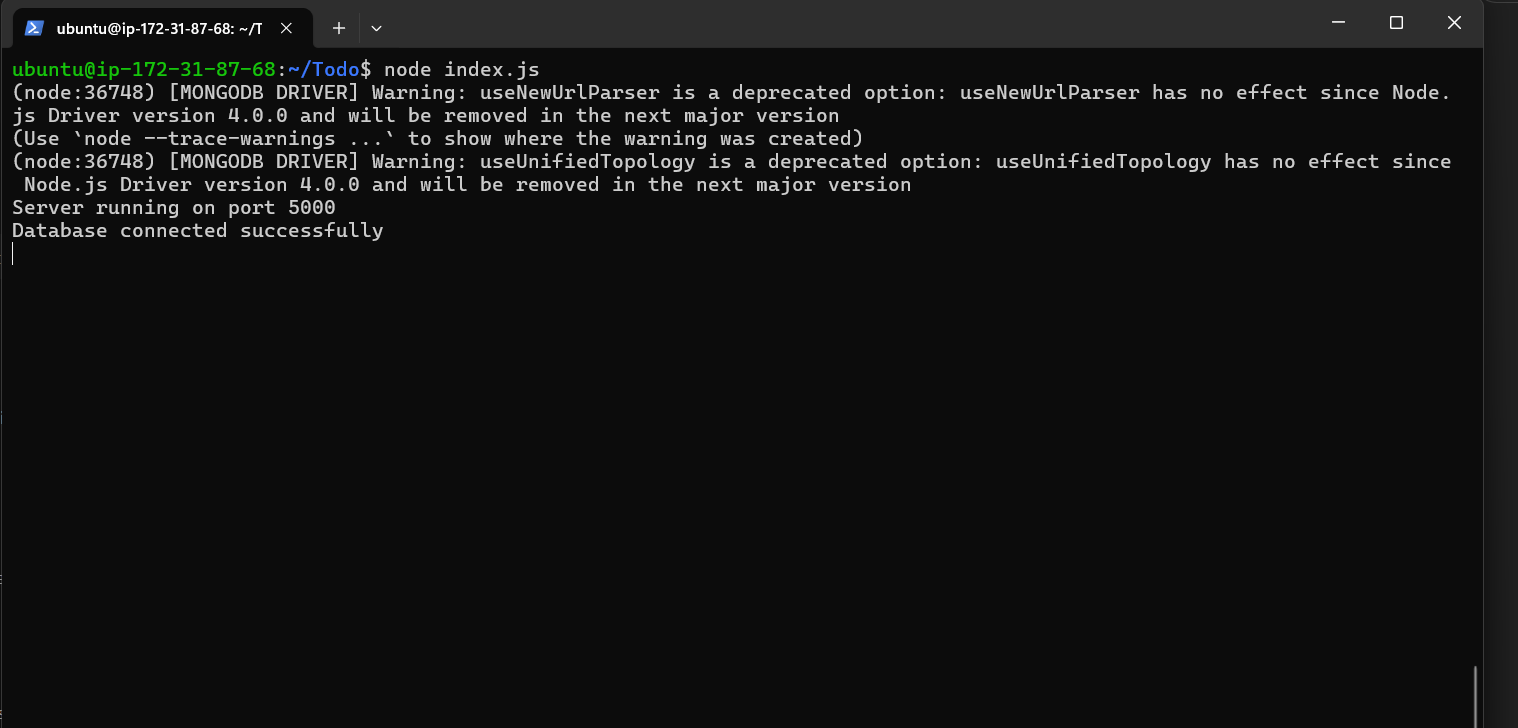 ubuntu@ip-172-31-87-68: ~/T
ubuntu@ip-172-31-87-68:~/Todo$ node index.js
(node:36748) [MONGODB DRIVER] Warning: useNewUrlParser is a deprecated option: useNewUrlParser has no effect since Node.
js Driver version 4.0.0 and will be removed in the next major version
(Use `node --trace-warnings ...` to show where the warning was created)
(node:36748) [MONGODB DRIVER] Warning: useUnifiedTopology is a deprecated option: useUnifiedTopology has no effect since
 Node.js Driver version 4.0.0 and will be removed in the next major version
Server running on port 5000
Database connected successfully